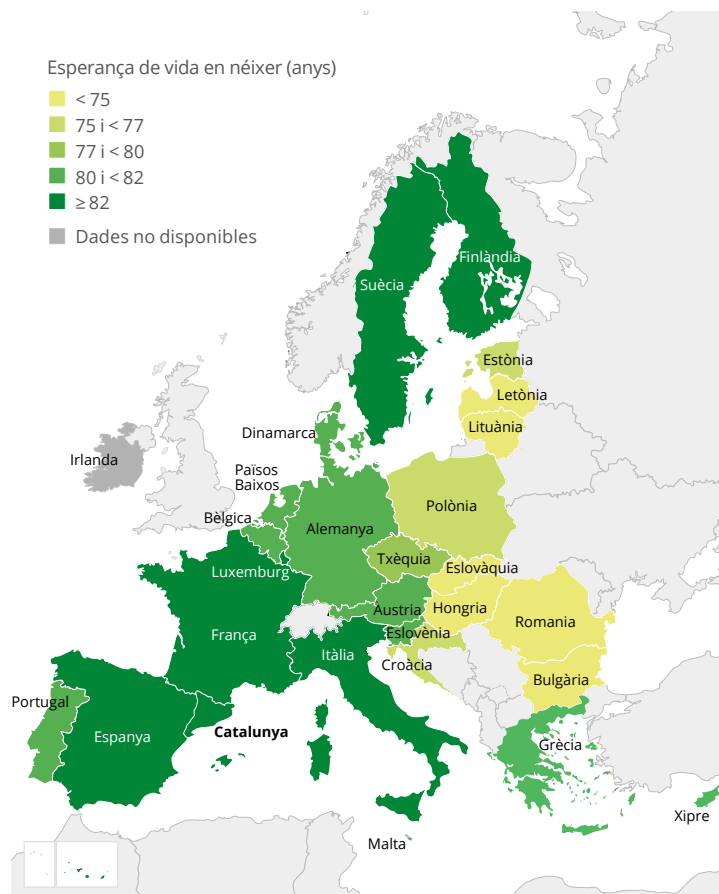 Esperança de vida en néixer (anys)
< 75
75 i < 77
77 i < 80
80 i < 82
≥ 82
Dades no disponibles
Finlàndia
Suècia
Estònia
Letònia
Lituània
Dinamarca
Irlanda
Països
Baixos
Polònia
Bèlgica
Alemanya
Txèquia
Eslovàquia
Luxemburg
Hongria
Austria
Romania
França
Eslovènia
Itàlia
Croàcia
Bulgària
Portugal
Espanya
Catalunya
Grècia
Xipre
Malta